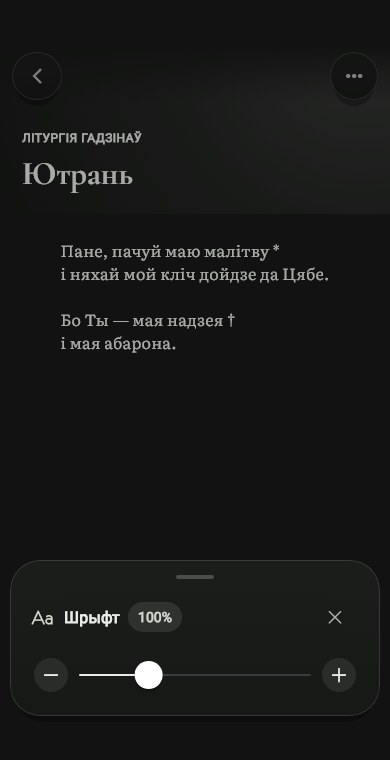 ЛІТУРГІЯ ГАДЗІНАЎ
Ютрань
Пане, пачуй маю малітву *
і няхай мой кліч дойдзе да Цябе.
Бо Ты — мая надзея †
і мая абарона.
Aa Шрыфт 100%